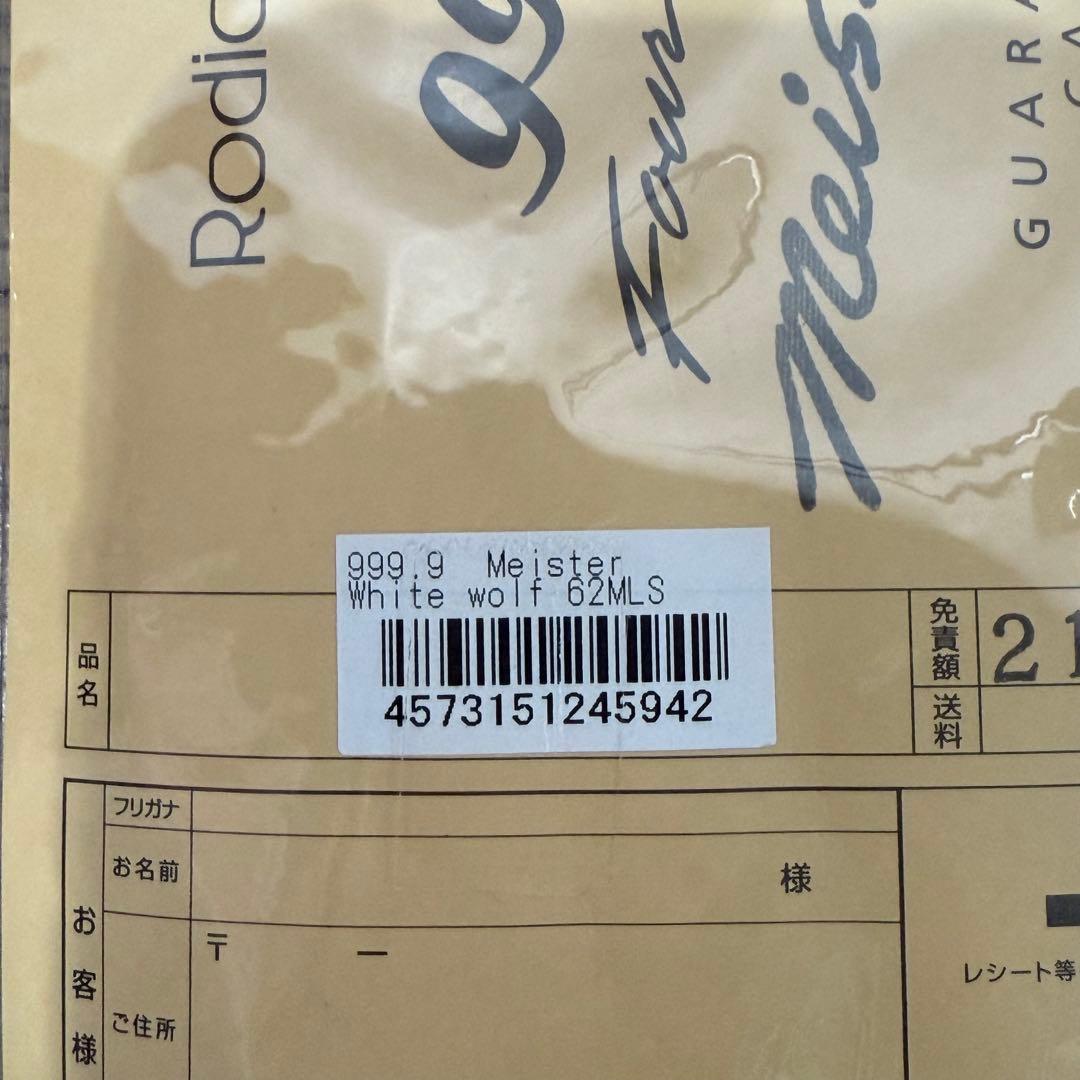 Rodio
99
Four
Meis
GUARA
CA
999.9 Meister
White wolf 62MLS
4573151245942
品名
免責額
21
送料
フリガナ
お名前
様
お客様
〒 ー
ご住所
レシート等